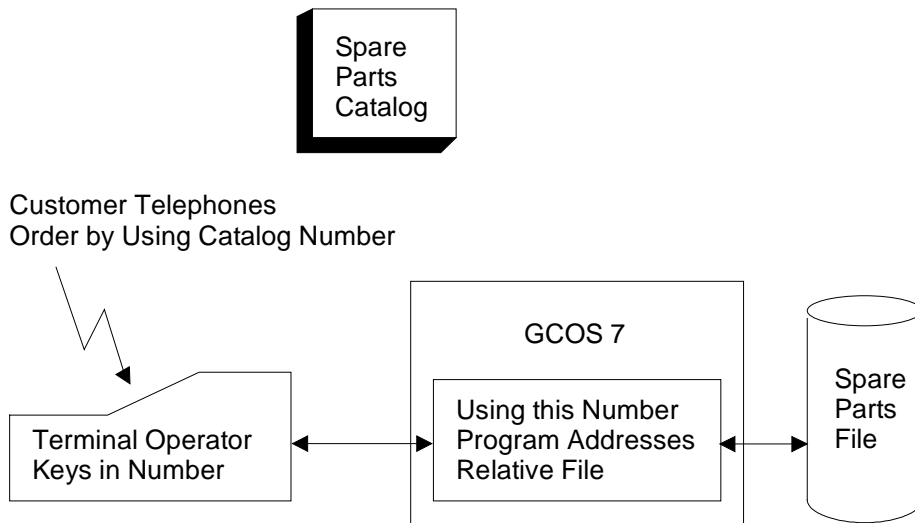 Spare
Parts
Catalog
Customer Telephones
Order by Using Catalog Number
GCOS 7
Terminal Operator
Keys in Number
Using this Number
Program Addresses
Relative File
Spare
Parts
File